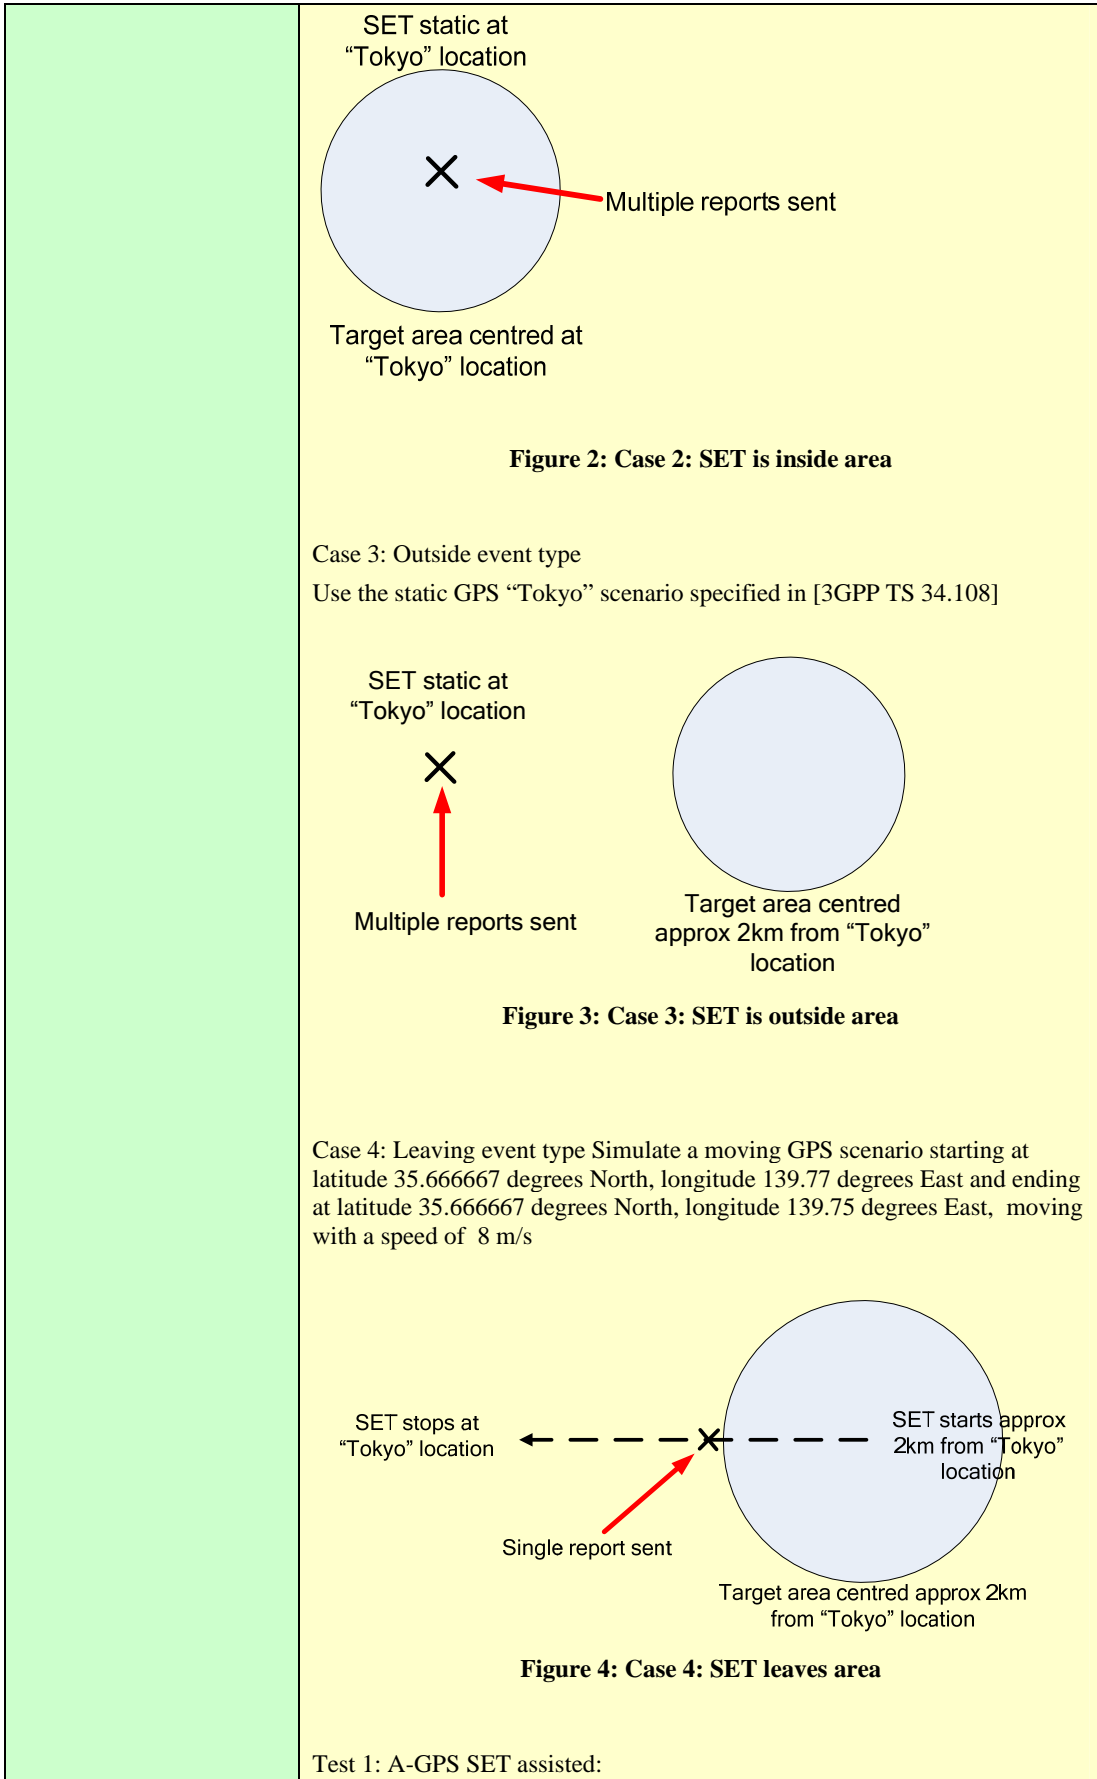 SET static at
“Tokyo” location
Multiple reports sent
Target area centred at
“Tokyo” location
Figure 2: Case 2: SET is inside area
Case 3: Outside event type
Use the static GPS “Tokyo” scenario specified in [3GPP TS 34.108]
SET static at
“Tokyo” location
Multiple reports sent
Target area centred
approx 2km from “Tokyo”
location
Figure 3: Case 3: SET is outside area
Case 4: Leaving event type Simulate a moving GPS scenario starting at
latitude 35.666667 degrees North, longitude 139.77 degrees East and ending
at latitude 35.666667 degrees North, longitude 139.75 degrees East,  moving
with a speed of  8 m/s
SET stops at
“Tokyo” location
SET starts approx
2km from “Tokyo”
location
Single report sent
Target area centred approx 2km
from “Tokyo” location
Figure 4: Case 4: SET leaves area
Test 1: A-GPS SET assisted: